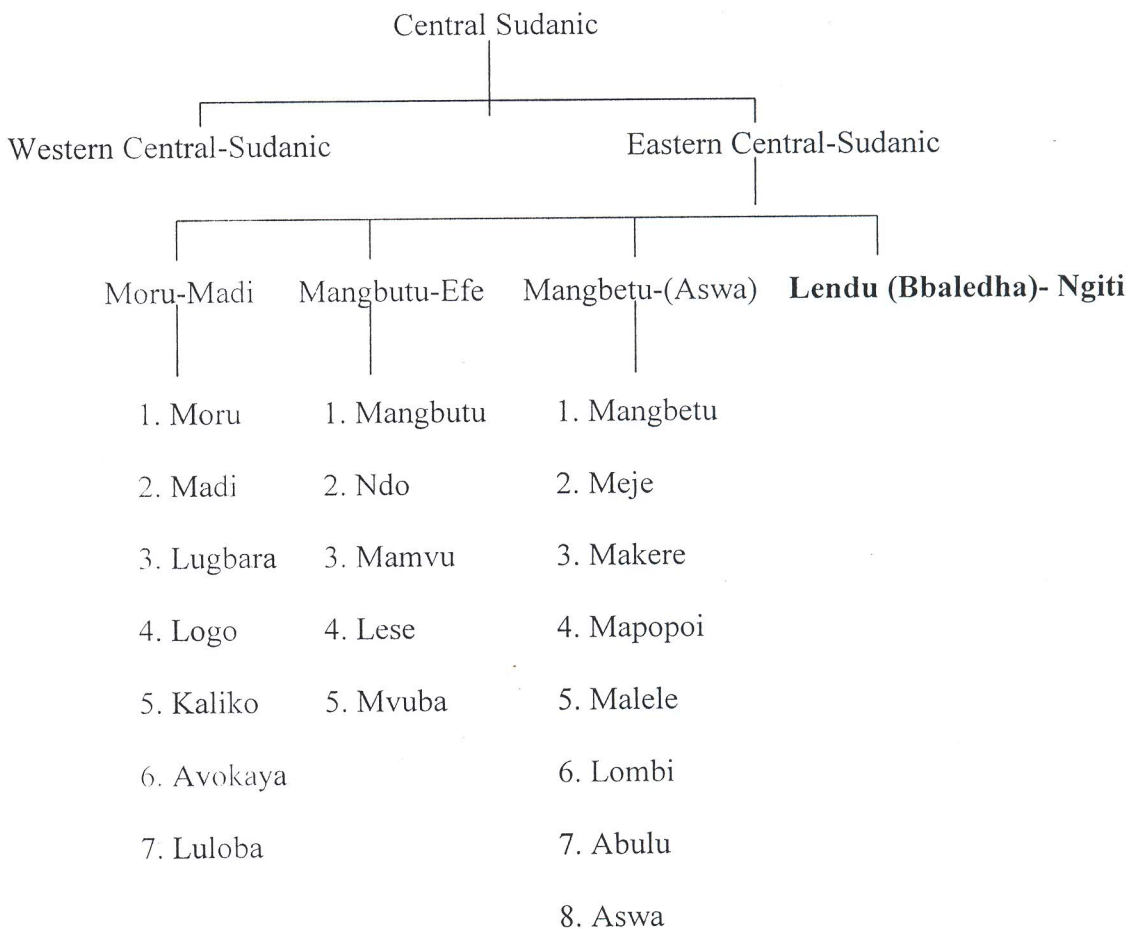 Central Sudanic
Western Central-Sudanic
Eastern Central-Sudanic
Moru-Madi
Mangbutu-Efe
Mangbetu-(Aswa)
Lendu (Bbaledha)- Ngiti
1. Moru
2. Madi
3. Lugbara
4. Logo
5. Kaliko
6. Avokaya
7. Luloba
1. Mangbutu
2. Ndo
3. Mamvu
4. Lese
5. Mvuba
1. Mangbetu
2. Meje
3. Makere
4. Mapopoi
5. Malele
6. Lombi
7. Abulu
8. Aswa